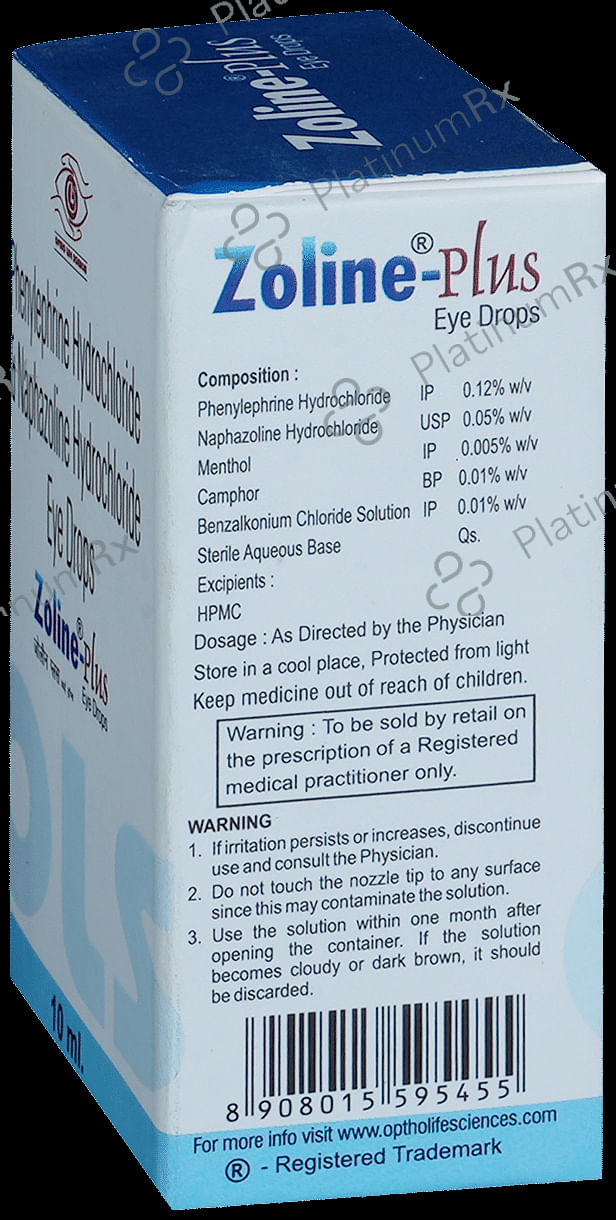 Zoline-Plus®
Eye Drops
Phenylephrine Hydrochloride
Naphazoline Hydrochloride
Eye Drops
Zoline-Plus®
Eye Drops
10 ml.
Zoline-Plus®
Eye Drops
Composition :
Phenylephrine Hydrochloride IP 0.12% w/v
Naphazoline Hydrochloride USP 0.05% w/v
Menthol IP 0.005% w/v
Camphor BP 0.01% w/v
Benzalkonium Chloride Solution IP 0.01% w/v
Sterile Aqueous Base Qs.
Excipients :
HPMC
Dosage : As Directed by the Physician
Store in a cool place, Protected from light
Keep medicine out of reach of children.
Warning : To be sold by retail on
the prescription of a Registered
medical practitioner only.
WARNING
1. If irritation persists or increases, discontinue
use and consult the Physician.
2. Do not touch the nozzle tip to any surface
since this may contaminate the solution.
3. Use the solution within one month after
opening the container. If the solution
becomes cloudy or dark brown, it should
be discarded.
8 908015 595455
For more info visit www.optholifesciences.com
® - Registered Trademark
PlatinumRx
PlatinumRx
PlatinumRx